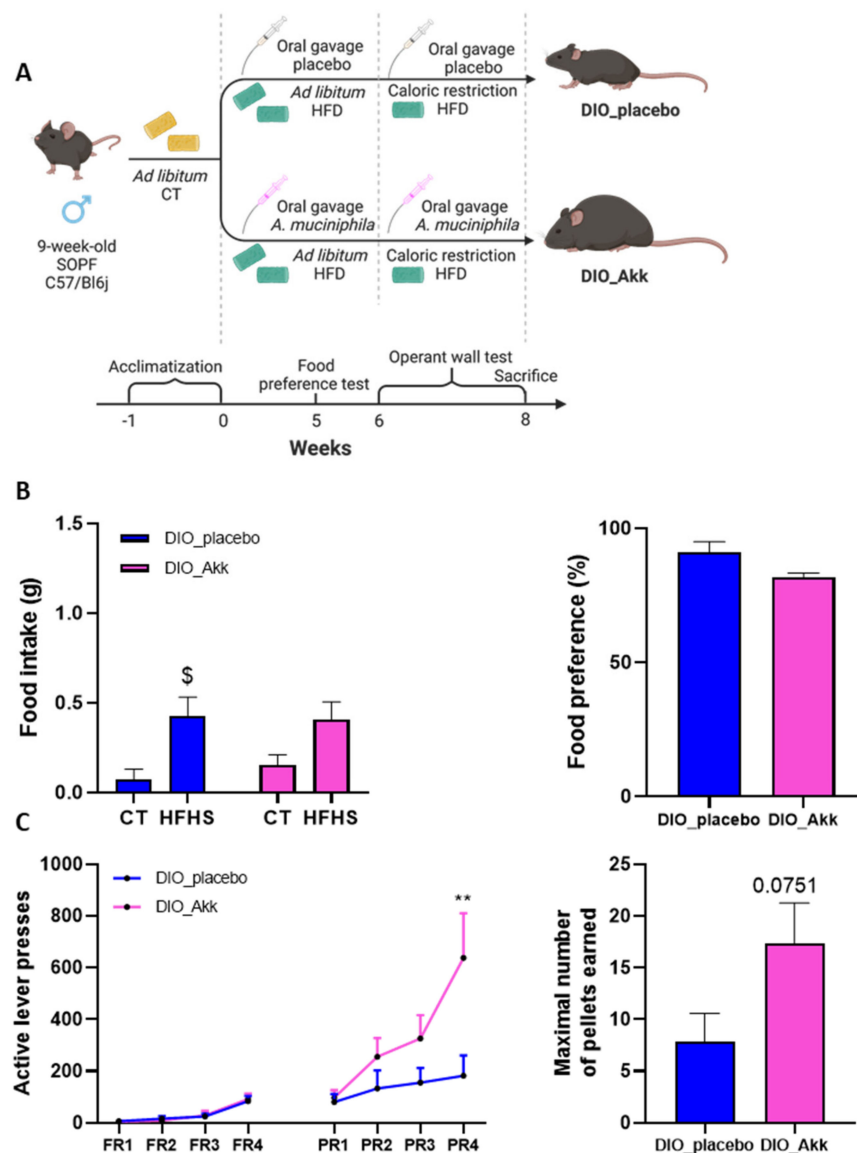 A
Oral gavage
placebo
Oral gavage
placebo
Ad libitum
HFD
Caloric restriction
HFD
DIO_placebo
Ad libitum
CT
9-week-old
SOPF
C57/Bl6j
Oral gavage
A. muciniphila
Oral gavage
A. muciniphila
Ad libitum
HFD
Caloric restriction
HFD
DIO_Akk
Acclimatization
Food
preference test
Operant wall test
Sacrifice
-1
0
5
6
8
Weeks
B
Food intake (g)
1.5
1.0
0.5
0.0
DIO_placebo
DIO_Akk
$
CT
HFHS
CT
HFHS
Food preference (%)
100
50
0
DIO_placebo
DIO_Akk
C
Active lever presses
1000
800
600
400
200
0
DIO_placebo
DIO_Akk
**
FR1
FR2
FR3
FR4
PR1
PR2
PR3
PR4
Maximal number
of pellets earned
25
20
15
10
5
0
0.0751
DIO_placebo
DIO_Akk